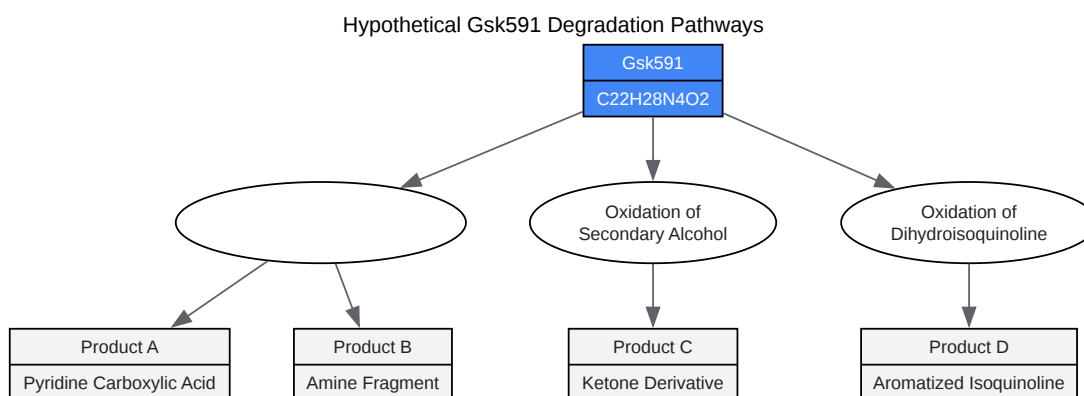 Hypothetical Gsk591 Degradation Pathways
Gsk591
C22H28N4O2
Oxidation of
Secondary Alcohol
Oxidation of
Dihydroisoquinoline
Product A
Pyridine Carboxylic Acid
Product B
Amine Fragment
Product C
Ketone Derivative
Product D
Aromatized Isoquinoline